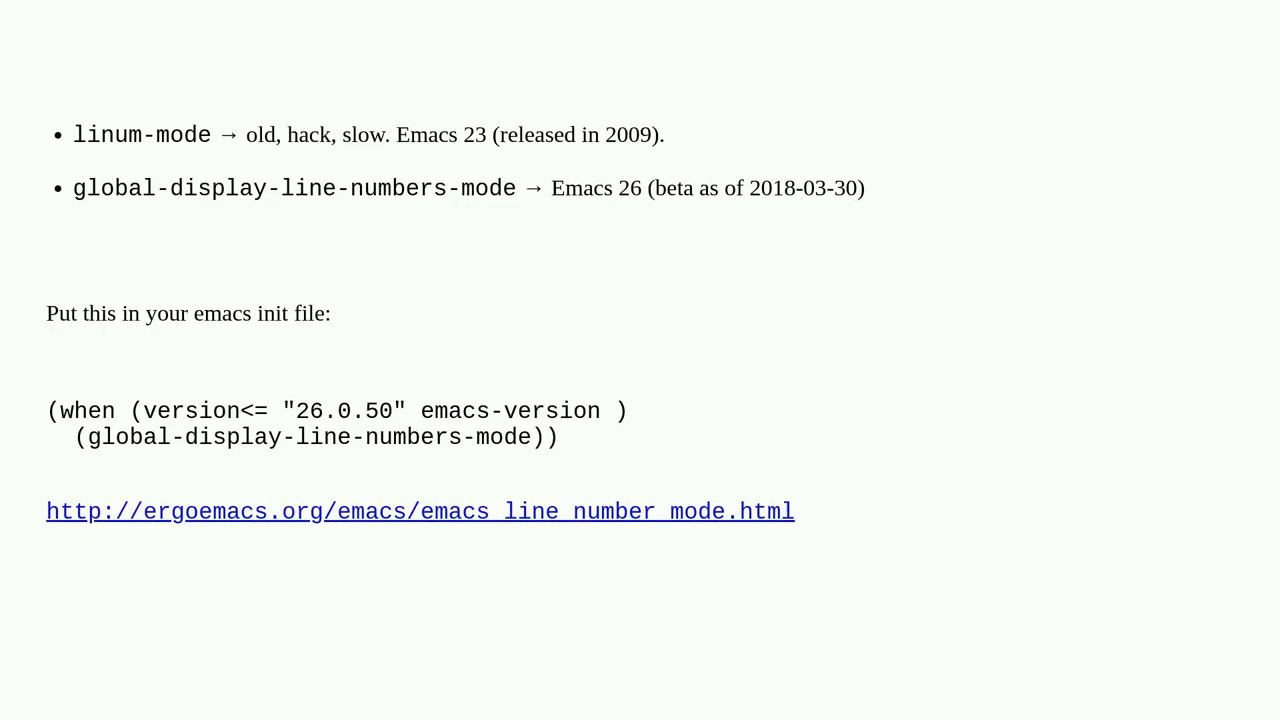 • linum-mode → old, hack, slow. Emacs 23 (released in 2009).
• global-display-line-numbers-mode → Emacs 26 (beta as of 2018-03-30)
Put this in your emacs init file:
(when (version<= "26.0.50" emacs-version )
  (global-display-line-numbers-mode))
http://ergoemacs.org/emacs/emacs_line_number_mode.html